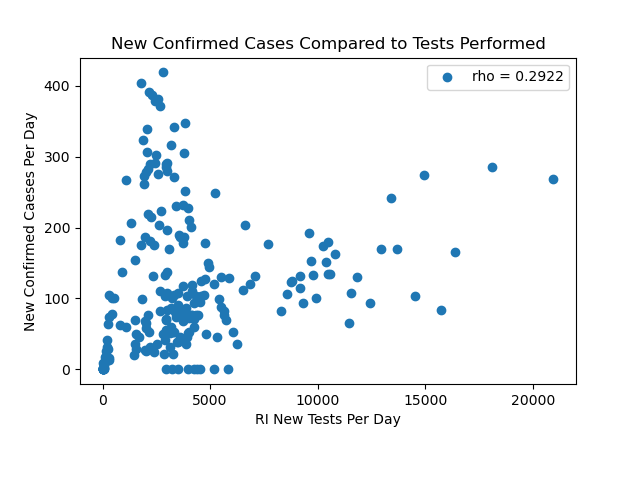 New Confirmed Cases Compared to Tests Performed
rho = 0.2922
New Confirmed Caeses Per Day
400
300
200
100
0
0 5000 10000 15000 20000
RI New Tests Per Day